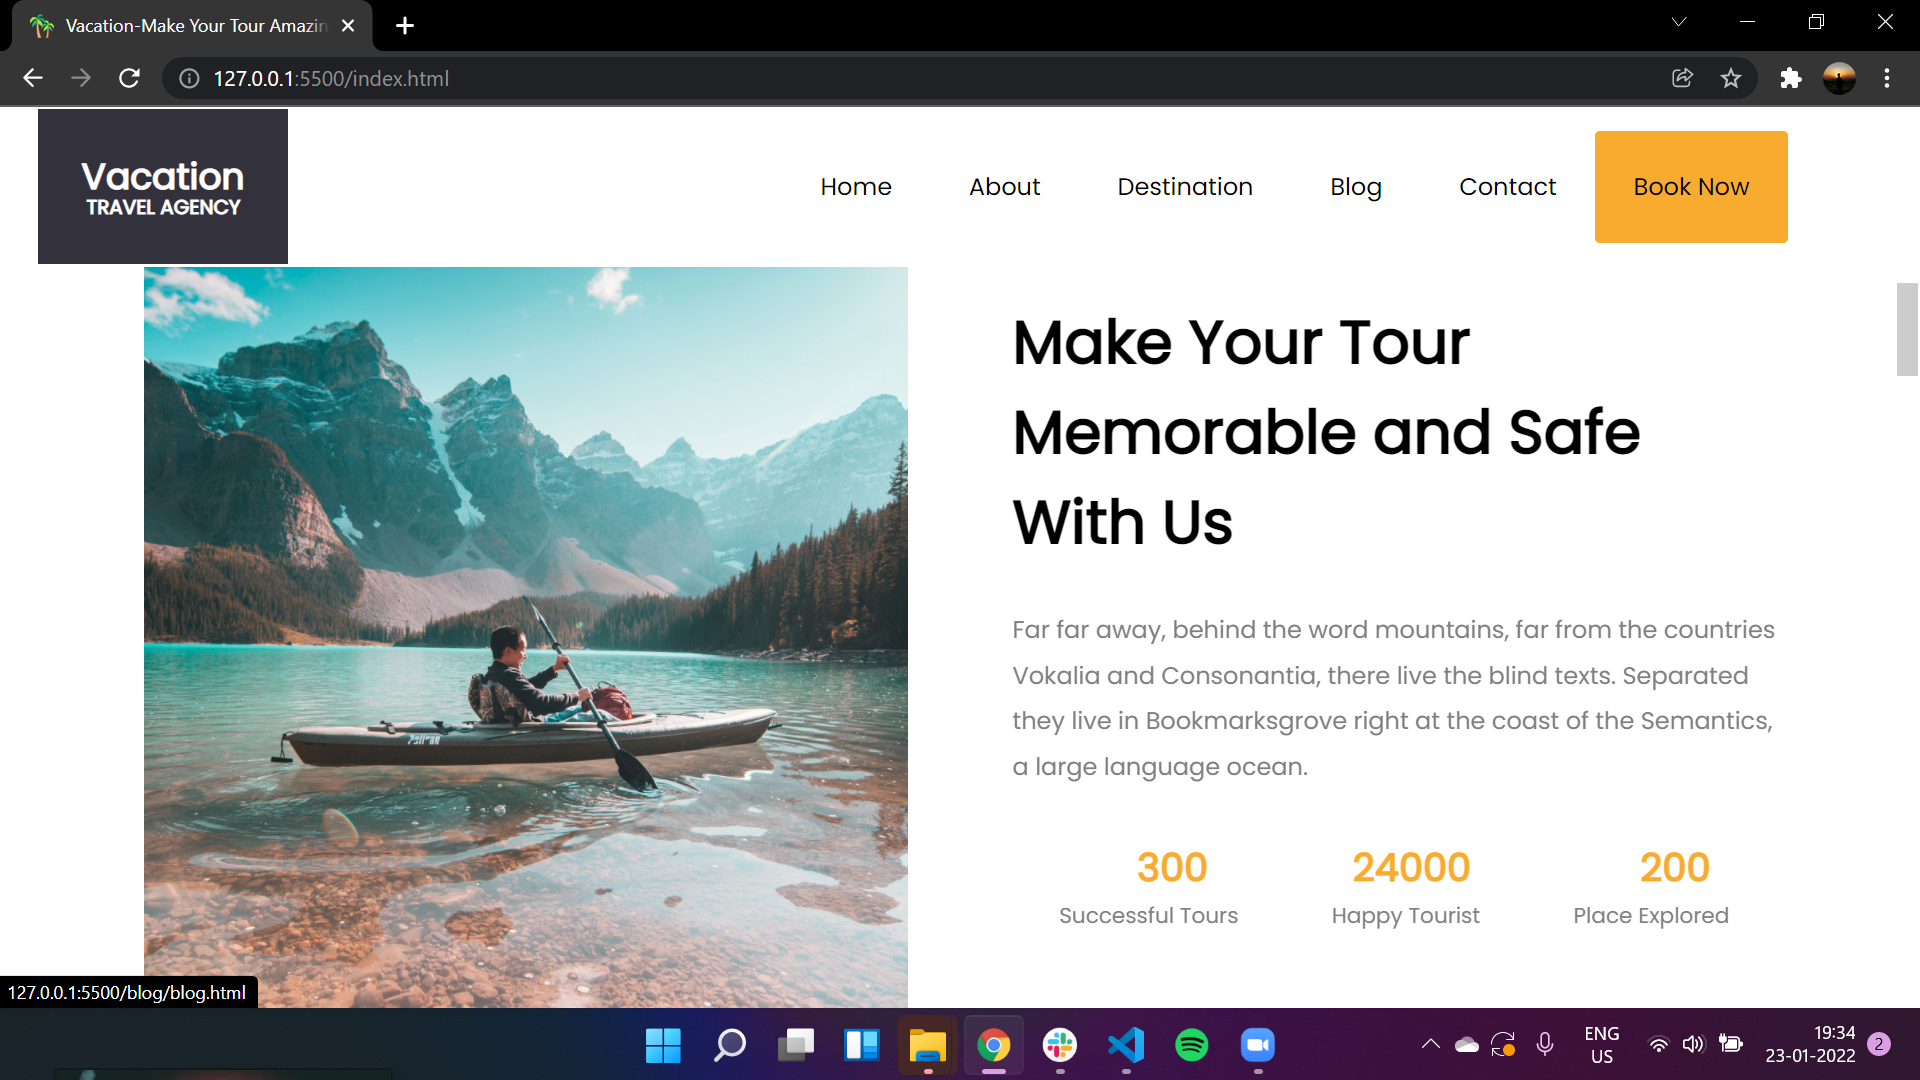 Vacation-Make Your Tour Amazin
127.0.0.1:5500/index.html
Vacation
TRAVEL AGENCY
Home
About
Destination
Blog
Contact
Book Now
Make Your Tour
Memorable and Safe
With Us
Far far away, behind the word mountains, far from the countries
Vokalia and Consonantia, there live the blind texts. Separated
they live in Bookmarksgrove right at the coast of the Semantics,
a large language ocean.
300
Successful Tours
24000
Happy Tourist
200
Place Explored
Pelican
127.0.0.1:5500/blog/blog.html
ENG
US
19:34
23-01-2022
2